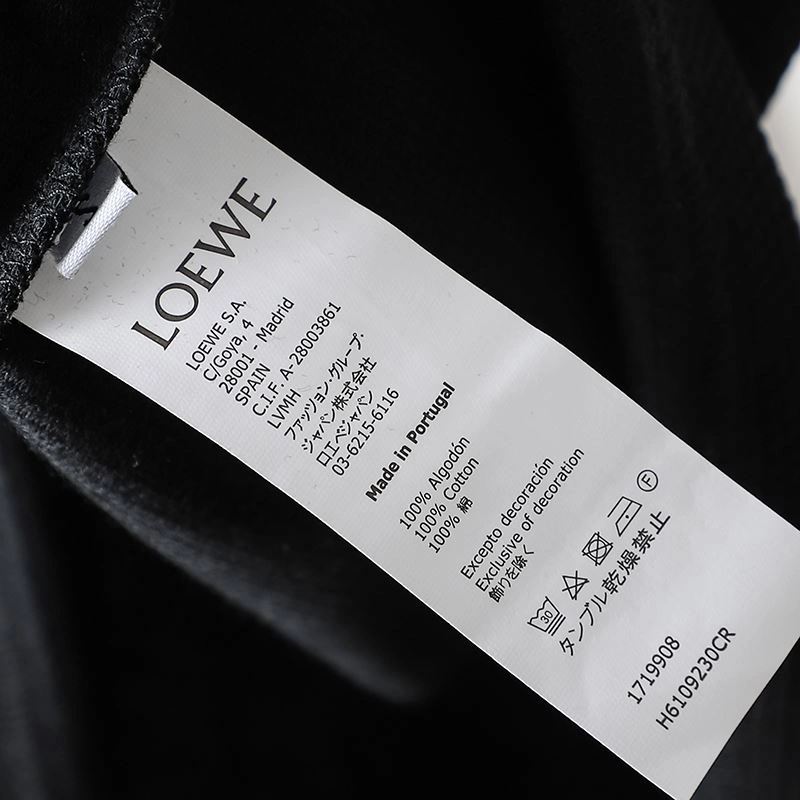 LOEWE
LOEWE S.A.
C/Goya, 4
28001 - Madrid
SPAIN
C.I.F. A-28003861
LVMH
ファッション・グループ・
ジャパン株式会社
ロエベジャパン
03-6215-6116
Made in Portugal
100% Algodón
100% Cotton
100% 綿
Excepto decoración
Exclusive of decoration
飾りを除く
30 F
タンブル乾燥禁止
1719908
H6109230CR